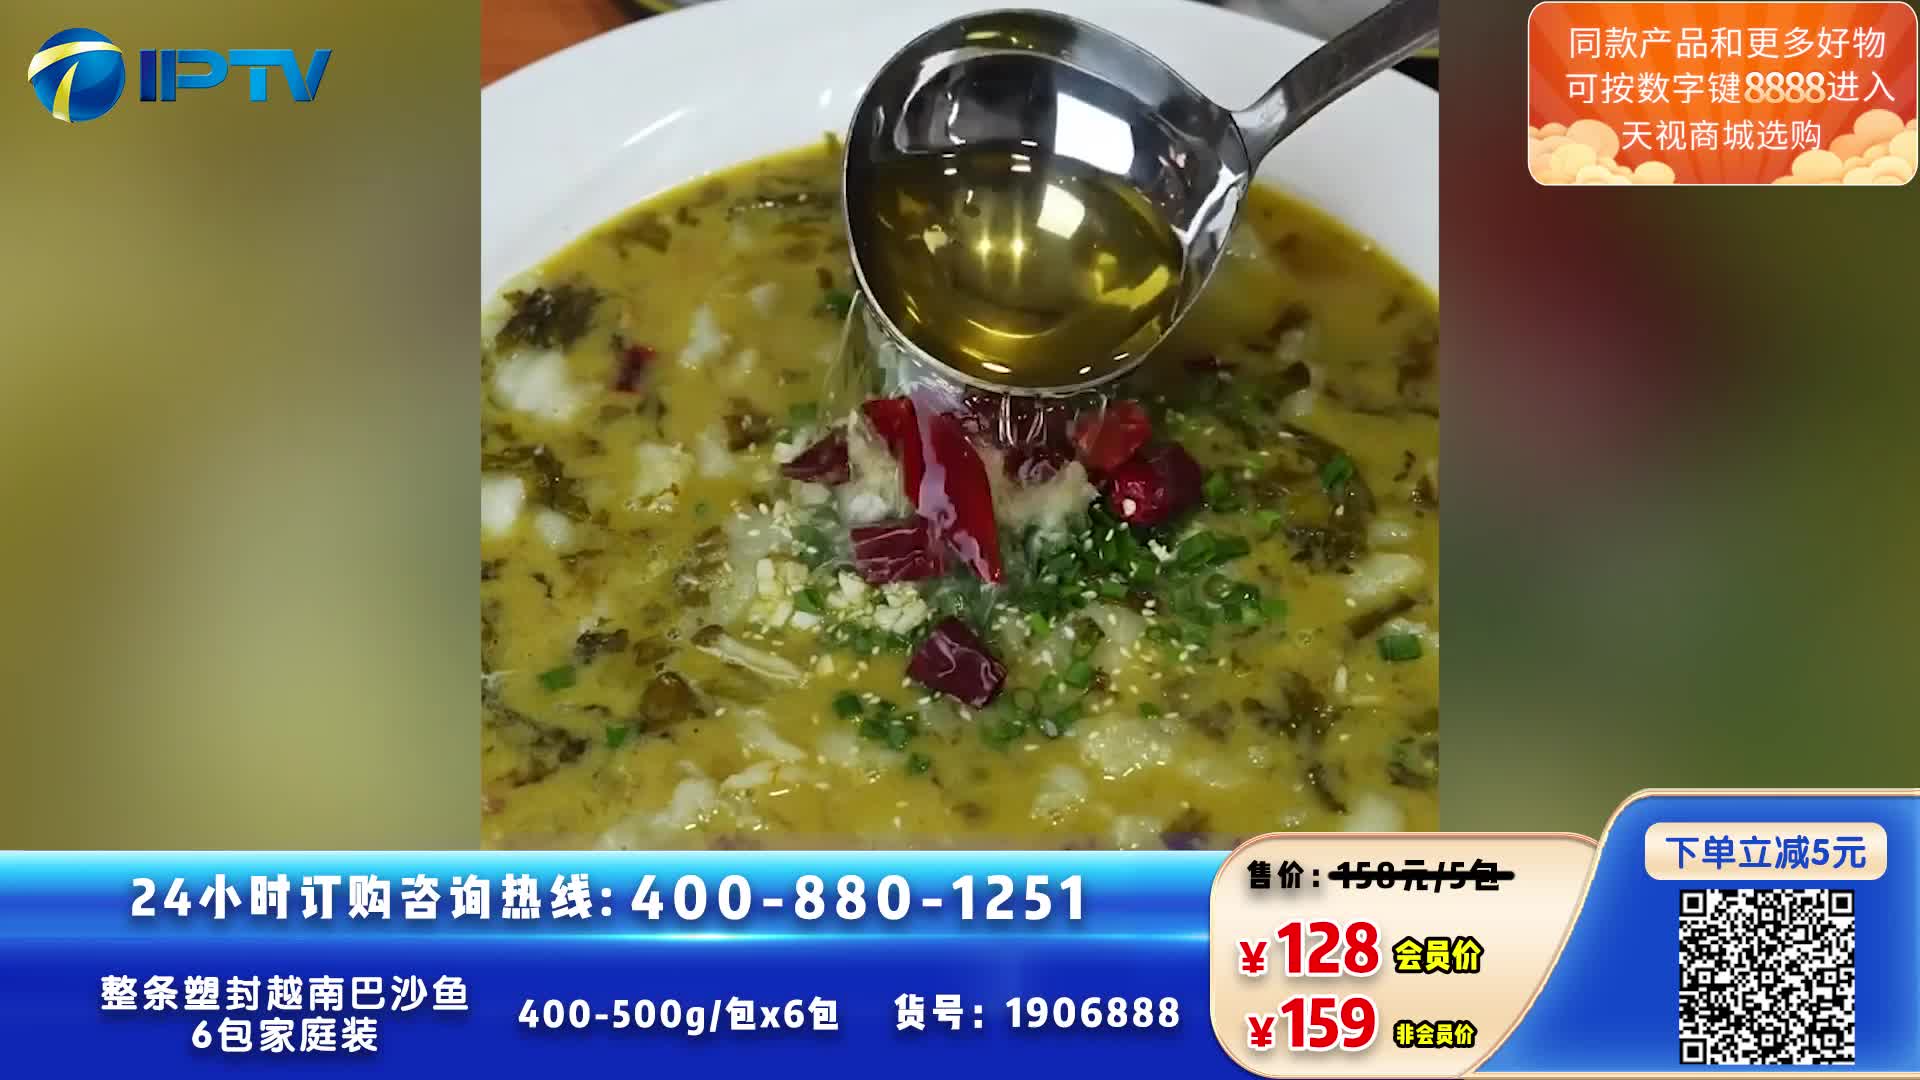 IPTV
同款产品和更多好物
可按数字键8888进入
天视商城选购
24小时订购咨询热线:400-880-1251
整条塑封越南巴沙鱼
6包家庭装
400-500g/包x6包
货号：1906888
售价：158元/5包
￥128 会员价
￥159 非会员价
下单立减5元